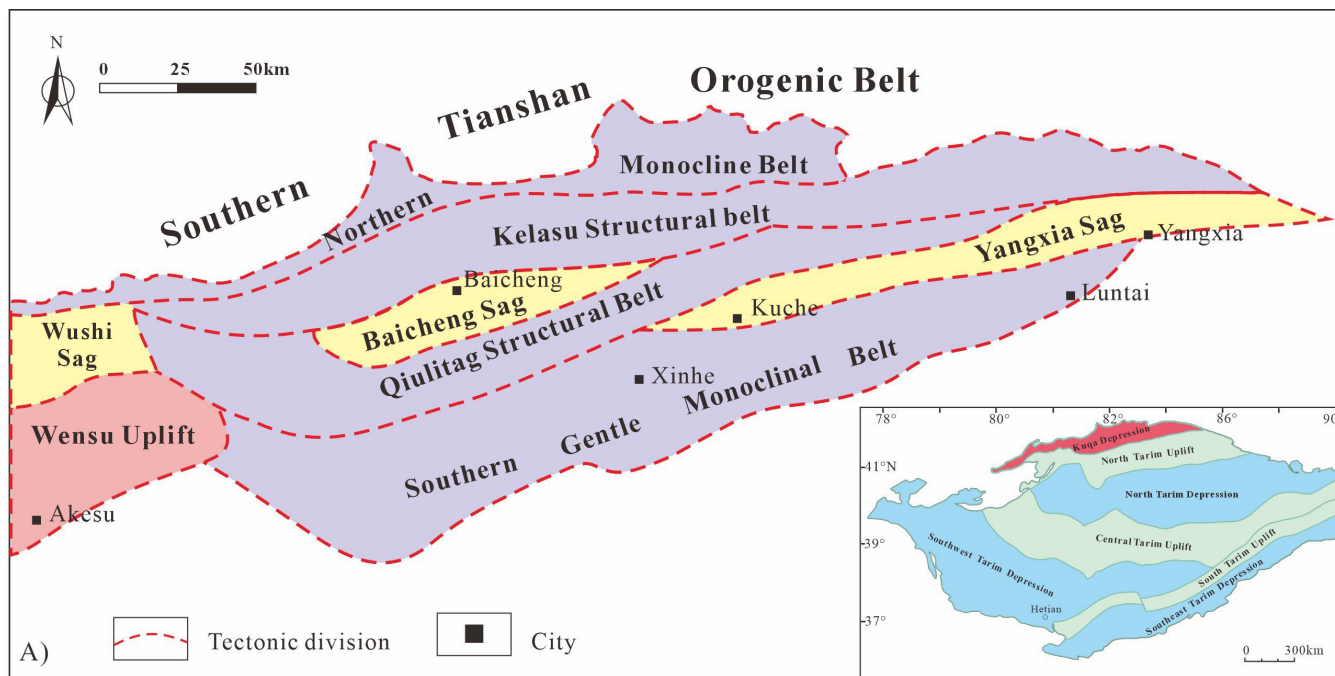 N
0 25 50km
Southern Tianshan Orogenic Belt
Northern Monocline Belt
Kelasu Structural belt
Yangxia Sag
Yangxia
Baicheng
Baicheng Sag
Kuche
Luntai
Wushi
Sag
Qiulitag Structural Belt
Xinhe
Wensu Uplift
Southern Gentle Monoclinal Belt
Akesu
Tectonic division
City
A)
78° 80° 82° 86° 90
41°N
39°
37°
Kuqa Depression
North Tarim Uplift
North Tarim Depression
Central Tarim Uplift
Southwest Tarim Depression
South Tarim Uplift
Southeast Tarim Depression
Hetian
0 300km